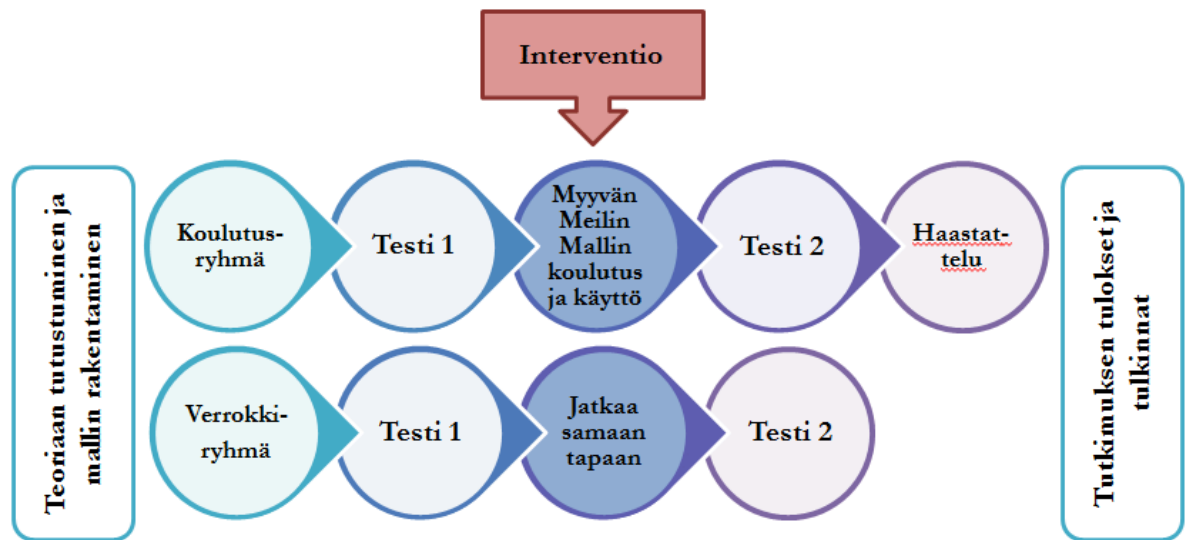 Interventio
Teoriaan tutustuminen ja
mallin rakentaminen
Koulutus-
ryhmä
Testi 1
Myyvän
Meilin
Mallin
koulutus
ja käyttö
Testi 2
Haastat-
telu
Verrokki-
ryhmä
Testi 1
Jatkaa
samaan
tapaan
Testi 2
Tutkimuksen tulokset ja
tulkinnat